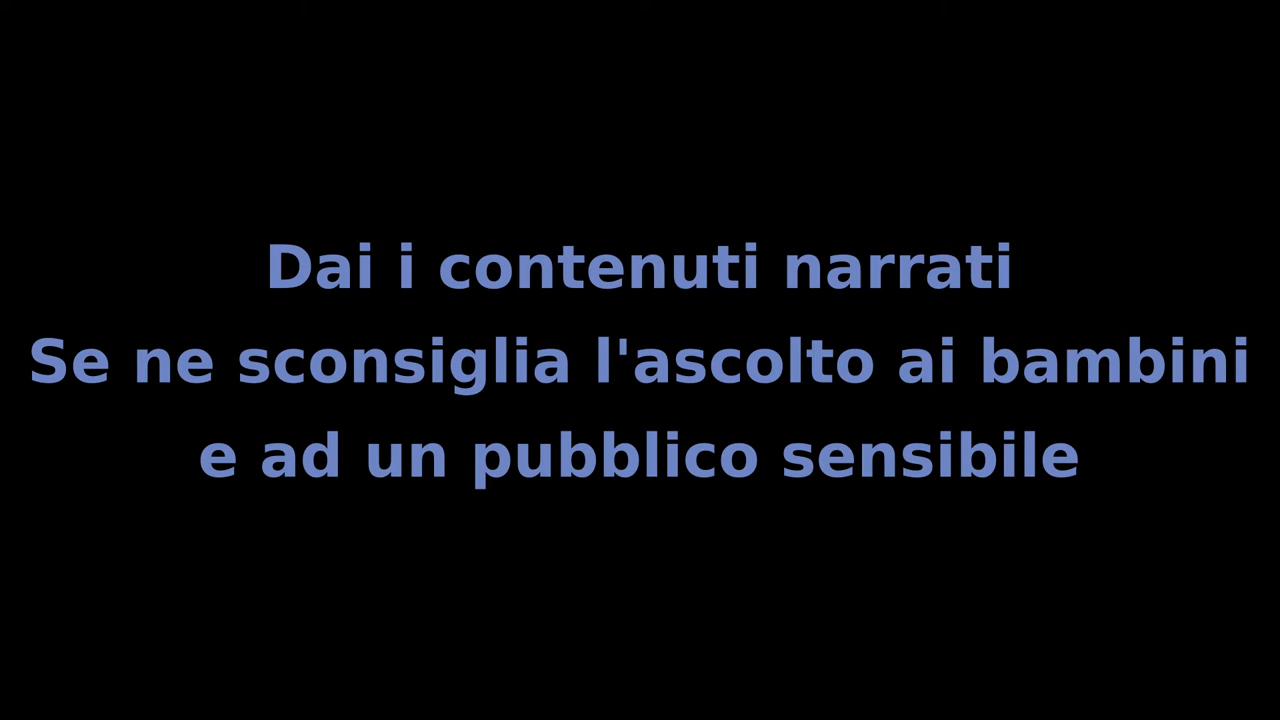 Dai i contenuti narrati
Se ne sconsiglia l'ascolto ai bambini
e ad un pubblico sensibile